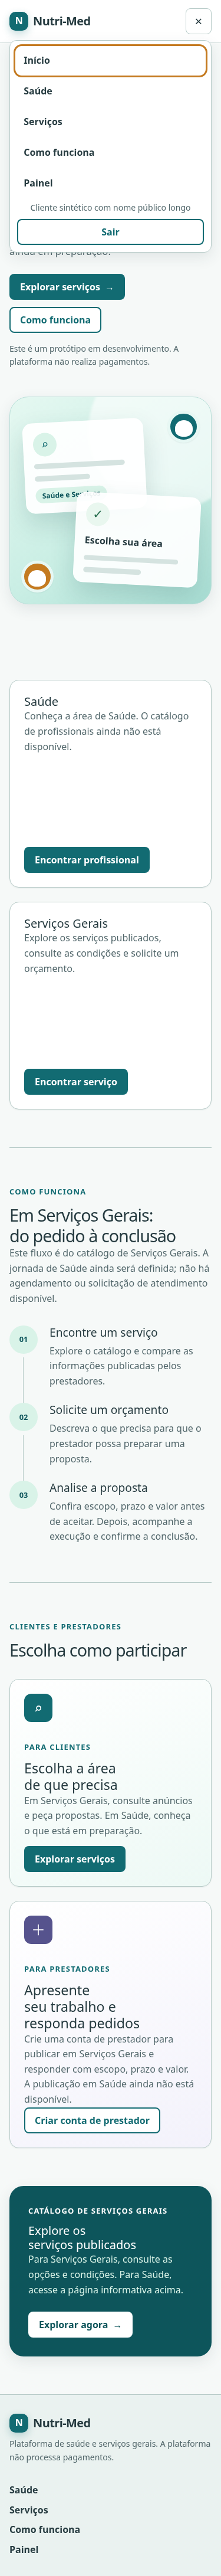 N Nutri-Med
×
Início
Saúde
Serviços
Como funciona
Painel
Cliente sintético com nome público longo
Sair
Explorar serviços →
Como funciona
Este é um protótipo em desenvolvimento. A
plataforma não realiza pagamentos.
Saúde e
✓
Escolha sua área
Saúde
Conheça a área de Saúde. O catálogo
de profissionais ainda não está
disponível.
Encontrar profissional
Serviços Gerais
Explore os serviços publicados,
consulte as condições e solicite um
orçamento.
Encontrar serviço
COMO FUNCIONA
Em Serviços Gerais:
do pedido à conclusão
Este fluxo é do catálogo de Serviços Gerais. A
jornada de Saúde ainda será definida; não há
agendamento ou solicitação de atendimento
disponível.
01
Encontre um serviço
Explore o catálogo e compare as
informações publicadas pelos
prestadores.
02
Solicite um orçamento
Descreva o que precisa para que o
prestador possa preparar uma
proposta.
03
Analise a proposta
Confira escopo, prazo e valor antes
de aceitar. Depois, acompanhe a
execução e confirme a conclusão.
CLIENTES E PRESTADORES
Escolha como participar
PARA CLIENTES
Escolha a área
de que precisa
Em Serviços Gerais, consulte anúncios
e peça propostas. Em Saúde, conheça
o que está em preparação.
Explorar serviços
+
PARA PRESTADORES
Apresente
seu trabalho e
responda pedidos
Crie uma conta de prestador para
publicar em Serviços Gerais e
responder com escopo, prazo e valor.
A publicação em Saúde ainda não está
disponível.
Criar conta de prestador
CATÁLOGO DE SERVIÇOS GERAIS
Explore os
serviços publicados
Para Serviços Gerais, consulte as
opções e condições. Para Saúde,
acesse a página informativa acima.
Explorar agora →
N Nutri-Med
Plataforma de saúde e serviços gerais. A plataforma
não processa pagamentos.
Saúde
Serviços
Como funciona
Painel